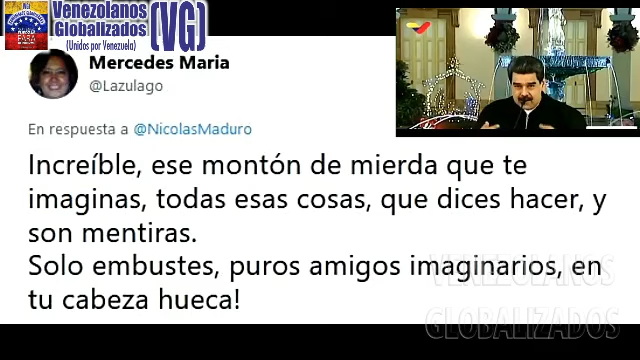 Venezolanos
Globalizados
(Unidos por Venezuela)
(VG)
Mercedes Maria
@Lazulago
En respuesta a @NicolasMaduro
Increíble, ese montón de mierda que te
imaginas, todas esas cosas, que dices hacer, y
son mentiras.
Solo embustes, puros amigos imaginarios, en
tu cabeza hueca!
VENEZOLANOS
GLOBALIZADOS